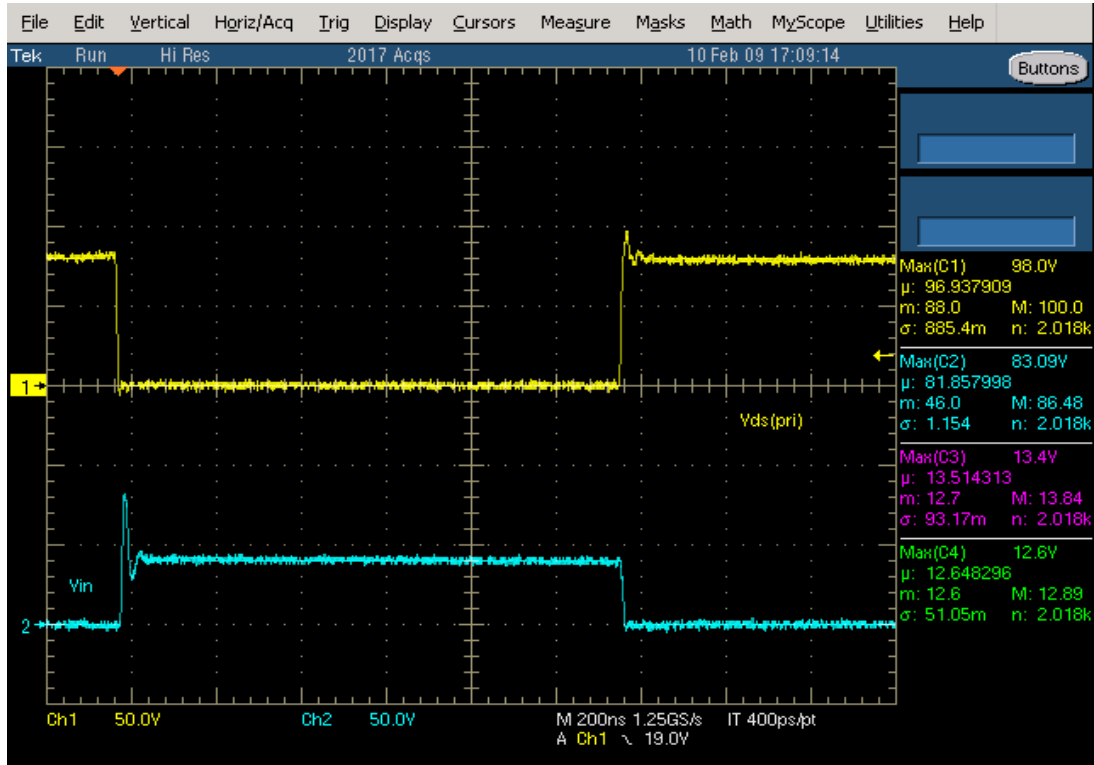 File Edit Vertical Horiz/Acq Trig Display Cursors Measure Masks Math MyScope Utilities Help
Tek Run Hi Res 2017 Acqs 10 Feb 09 17:09:14
Buttons
Max(C1) 98.0V
µ: 96.937909
m: 88.0 M: 100.0
σ: 885.4m n: 2.018k
Max(C2) 83.09V
µ: 81.857998
m: 46.0 M: 86.48
σ: 1.154 n: 2.018k
Max(C3) 13.4V
µ: 13.514313
m: 12.7 M: 13.84
σ: 93.17m n: 2.018k
Max(C4) 12.6V
µ: 12.648296
m: 12.6 M: 12.89
σ: 51.05m n: 2.018k
1
Vds(pri)
Vin
2
Ch1 50.0V Ch2 50.0V M 200ns 1.25GS/s IT 400ps/pt
A Ch1 19.0V